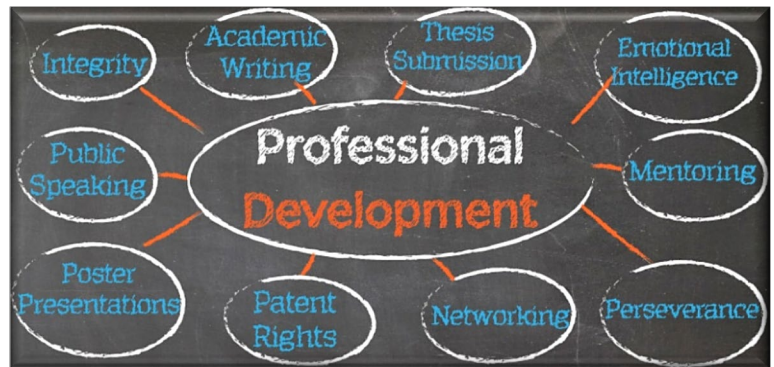 Integrity
Academic
Writing
Thesis
Submission
Emotional
Intelligence
Public
Speaking
Professional
Development
Mentoring
Poster
Presentations
Patent
Rights
Networking
Perseverance